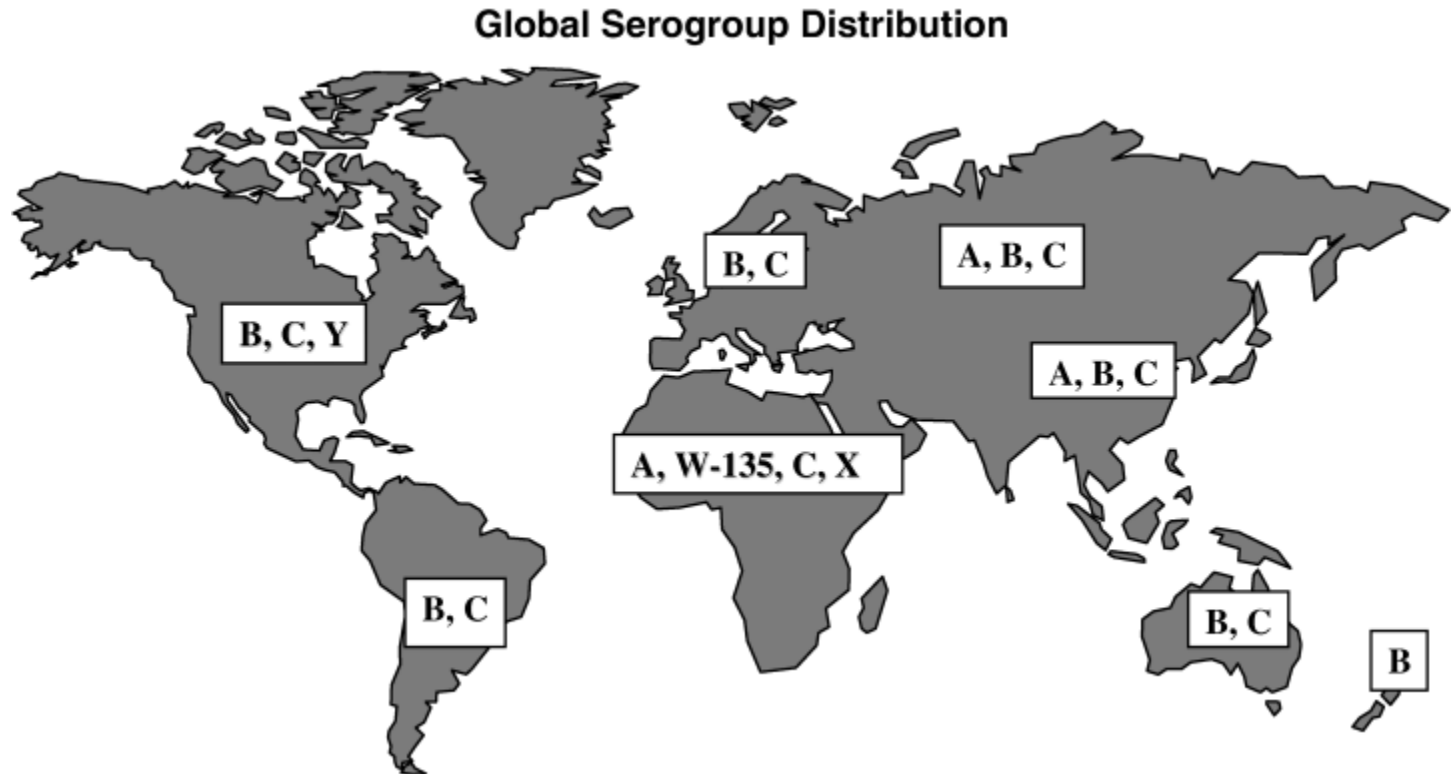 Global Serogroup Distribution
B, C
A, B, C
B, C, Y
A, B, C
A, W-135, C, X
B, C
B, C
B